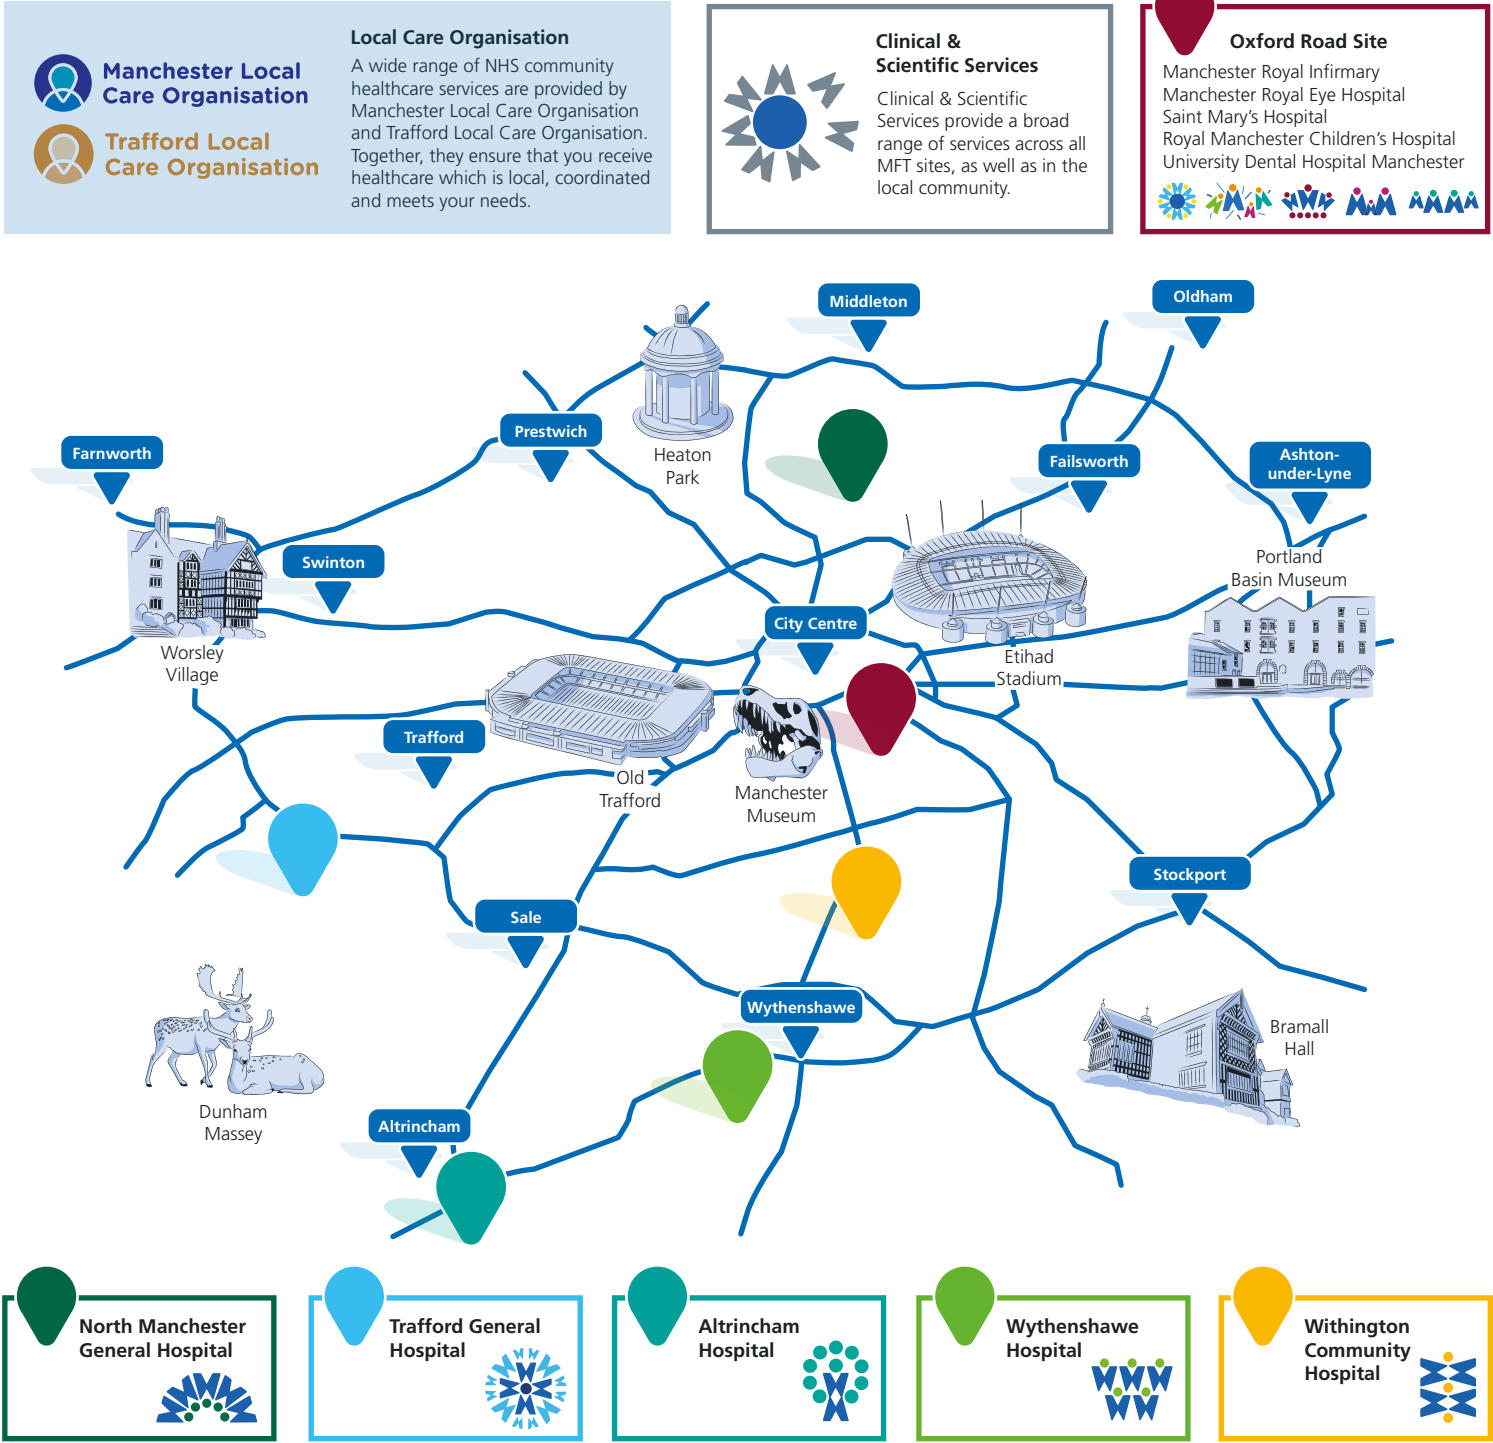 Manchester Local
Care Organisation
Trafford Local
Care Organisation
Local Care Organisation
A wide range of NHS community
healthcare services are provided by
Manchester Local Care Organisation
and Trafford Local Care Organisation.
Together, they ensure that you receive
healthcare which is local, coordinated
and meets your needs.
Clinical &
Scientific Services
Clinical & Scientific
Services provide a broad
range of services across all
MFT sites, as well as in the
local community.
Oxford Road Site
Manchester Royal Infirmary
Manchester Royal Eye Hospital
Saint Mary's Hospital
Royal Manchester Children's Hospital
University Dental Hospital Manchester
Middleton
Oldham
Prestwich
Farnworth
Heaton
Park
Failsworth
Ashton-
under-Lyne
Swinton
Portland
Basin Museum
City Centre
Worsley
Village
Etihad
Stadium
Trafford
Old
Trafford
Manchester
Museum
Stockport
Sale
Wythenshawe
Bramall
Hall
Dunham
Massey
Altrincham
North Manchester
General Hospital
Trafford General
Hospital
Altrincham
Hospital
Wythenshawe
Hospital
Withington
Community
Hospital